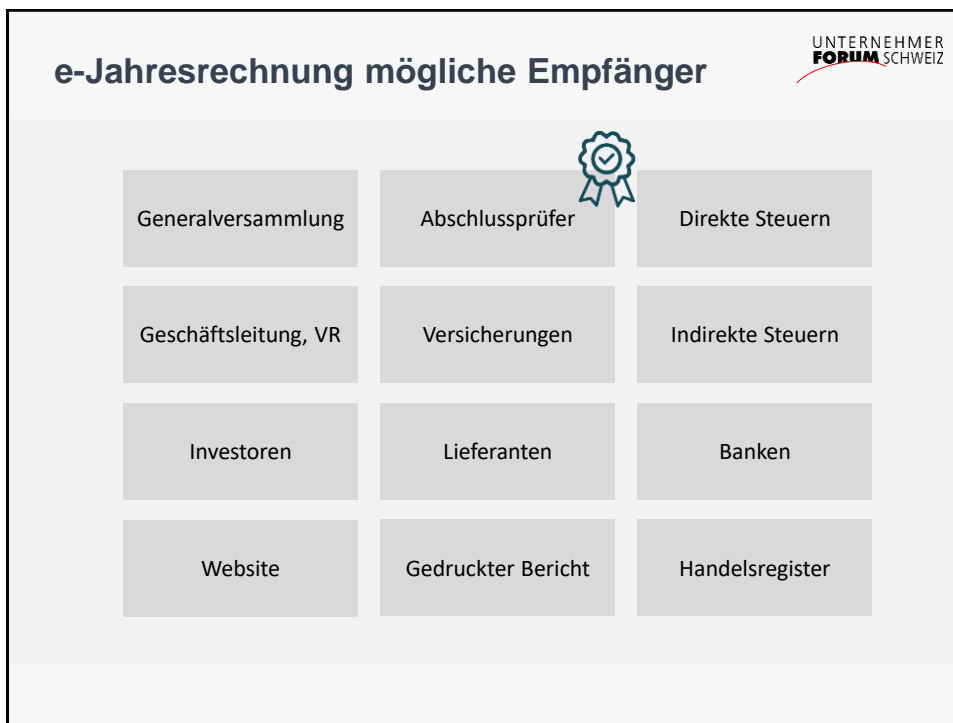 e-Jahresrechnung mögliche Empfänger
UNTERNEHMER
FORUM SCHWEIZ
Generalversammlung
Abschlussprüfer
Direkte Steuern
Geschäftsleitung, VR
Versicherungen
Indirekte Steuern
Investoren
Lieferanten
Banken
Website
Gedruckter Bericht
Handelsregister